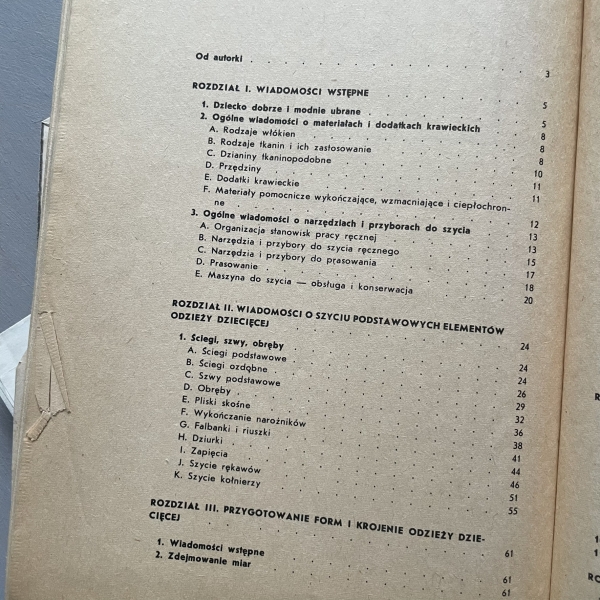 Od autorki . . . 3
ROZDZIAŁ I. WIADOMOŚCI WSTĘPNE 5
1. Dziecko dobrze i modnie ubrane . 5
2. Ogólne wiadomości o materiałach i dodatkach krawieckich 8
A. Rodzaje włókien 8
B. Rodzaje tkanin i ich zastosowanie 8
C. Dzianiny tkaninopodobne 10
D. Przędziny 11
E. Dodatki krawieckie 11
F. Materiały pomocnicze wykończające, wzmacniające i ciepłochron-
ne 12
3. Ogólne wiadomości o narzędziach i przyborach do szycia 13
A. Organizacja stanowisk pracy ręcznej 13
B. Narzędzia i przybory do szycia ręcznego 15
C. Narzędzia i przybory do prasowania 17
D. Prasowanie 18
E. Maszyna do szycia — obsługa i konserwacja 20
ROZDZIAŁ II. WIADOMOŚCI O SZYCIU PODSTAWOWYCH ELEMENTÓW
ODZIEŻY DZIECIĘCEJ 24
1. Ściegi, szwy, obręby 24
A. Ściegi podstawowe 24
B. Ściegi ozdobne 26
C. Szwy podstawowe 29
D. Obręby 32
E. Pliski skośne 36
F. Wykończanie narożników 38
G. Falbanki i riuszki 41
H. Dziurki 44
I. Zapięcia 46
J. Szycie rękawów 51
K. Szycie kołnierzy 55
ROZDZIAŁ III. PRZYGOTOWANIE FORM I KROJENIE ODZIEŻY DZIE-
CIĘCEJ 61
1. Wiadomości wstępne 61
2. Zdejmowanie miar 61